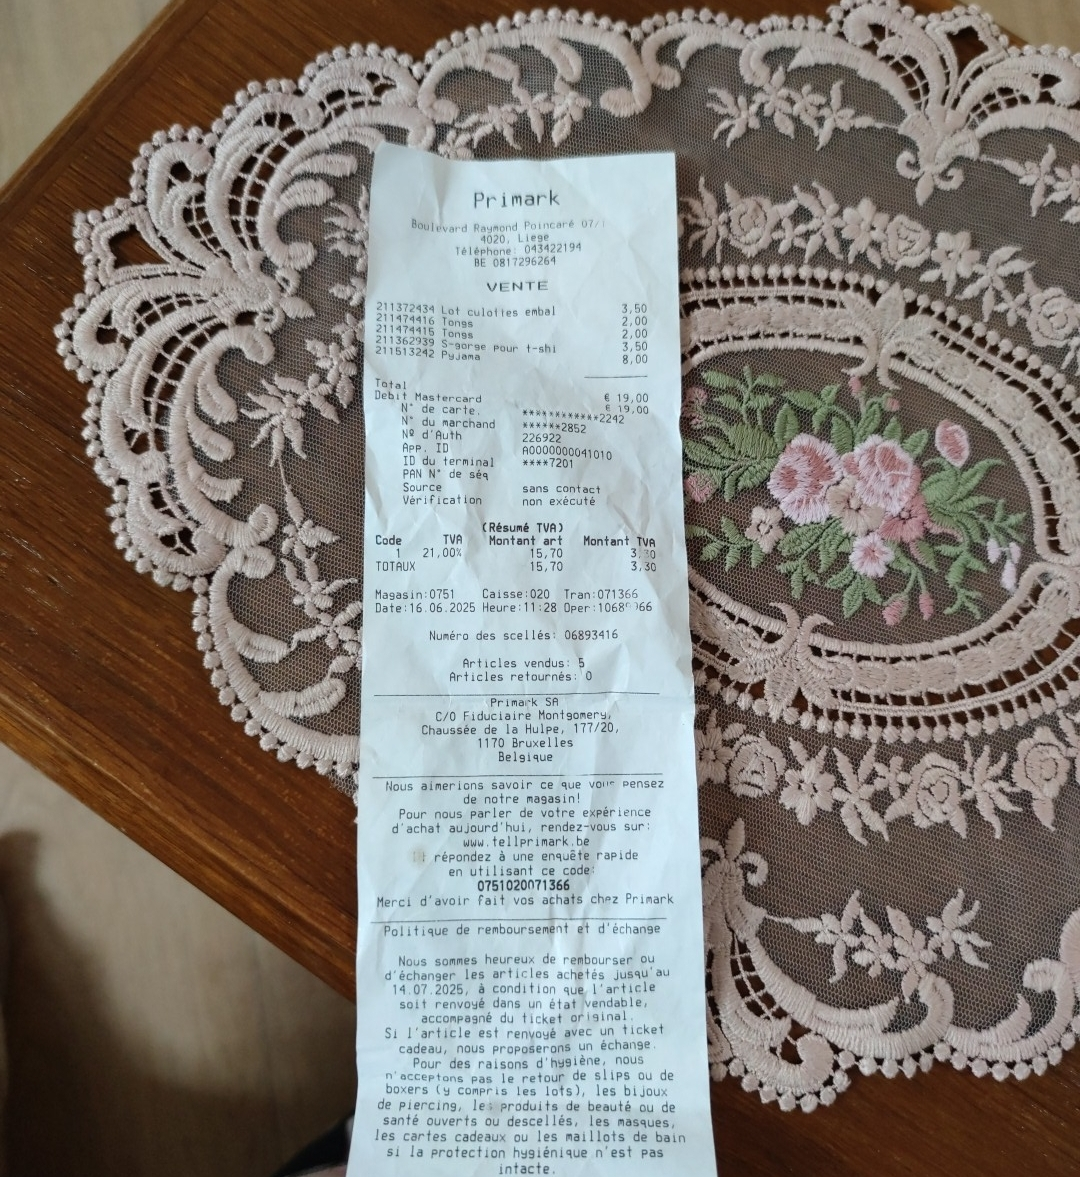 Primark
Boulevard Raymond Poincaré 07/
4020, Liege
Téléphone: 043422194
BE 0817296264
VENTE
211372434 Lot culottes embal 3,50
211474416 Tongs 2,00
211474415 Tongs 2,00
211362939 S-gorge pour t-shi 3,50
211513242 Pyjama 8,00
Total € 19,00
Debit Mastercard € 19,00
N° de carte. ************2242
N° du marchand ******2852
Nº d'Auth 226922
App. ID A0000000041010
ID du terminal ****7201
PAN N° de séq
Source sans contact
Vérification non exécuté
(Résumé TVA)
Code TVA Montant art Montant TVA
1 21,00% 15,70 3,30
TOTAUX 15,70 3,30
Magasin:0751 Caisse:020 Tran:071366
Date:16.06.2025 Heure:11:28 Oper:
Numéro des scellés: 06893416
Articles vendus: 5
Articles retournés: 0
Primark SA
C/O Fiduciaire Montgomery,
Chaussée de la Hulpe, 177/20,
1170 Bruxelles
Belgique
Nous aimerions savoir ce que vous pensez
de notre magasin!
Pour nous parler de votre expérience
d'achat aujourd'hui, rendez-vous sur:
www.tellprimark.be
répondez à une enquête rapide
en utilisant ce code:
0751020071366
Merci d'avoir fait vos achats chez Primark
Politique de remboursement et d'échange
Nous sommes heureux de rembourser ou
d'échanger les articles achetés jusqu'au
14.07.2025, à condition que l'article
soit renvoyé dans un état vendable,
accompagné du ticket original.
Si l'article est renvoyé avec un ticket
cadeau, nous proposerons un échange.
Pour des raisons d'hygiène, nous
n'acceptons pas le retour de slips ou de
boxers (y compris les lots), les bijoux
de piercing, les produits de beauté ou de
santé ouverts ou descellés, les masques,
les cartes cadeaux ou les maillots de bain
si la protection hygiénique n'est pas
intacte.